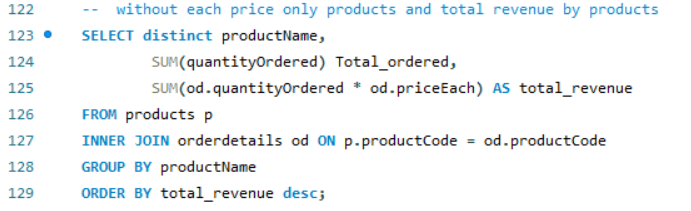 122 --  without each price only products and total revenue by products
123 SELECT distinct productName,
124 SUM(quantityOrdered) Total_ordered,
125 SUM(od.quantityOrdered * od.priceEach) AS total_revenue
126 FROM products p
127 INNER JOIN orderdetails od ON p.productCode = od.productCode
128 GROUP BY productName
129 ORDER BY total_revenue desc;